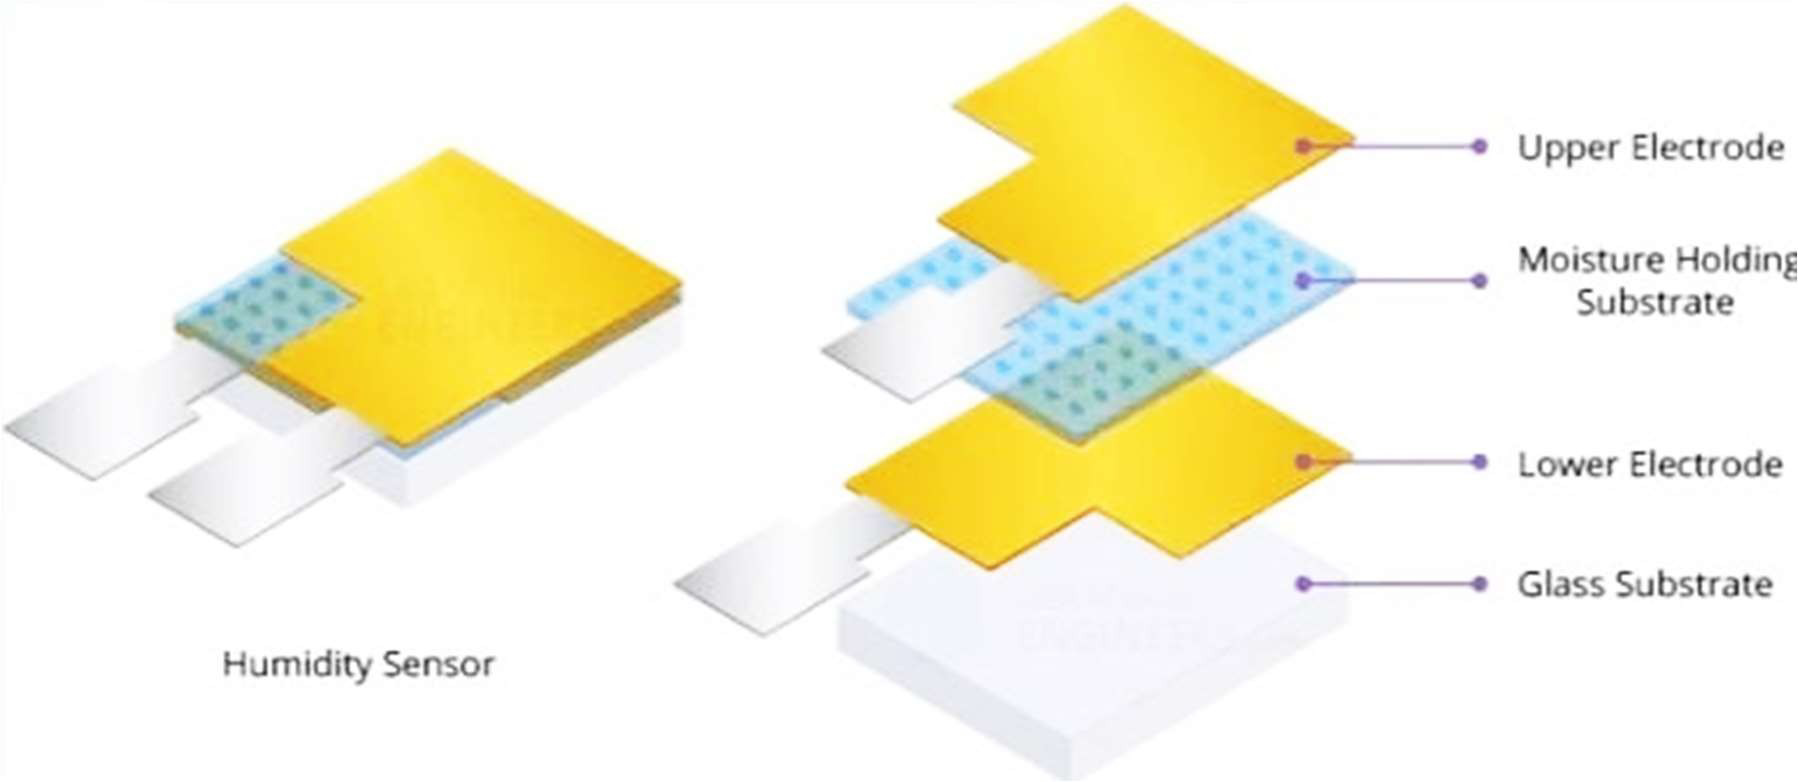 Upper Electrode
Moisture Holding
Substrate
Lower Electrode
Glass Substrate
Humidity Sensor